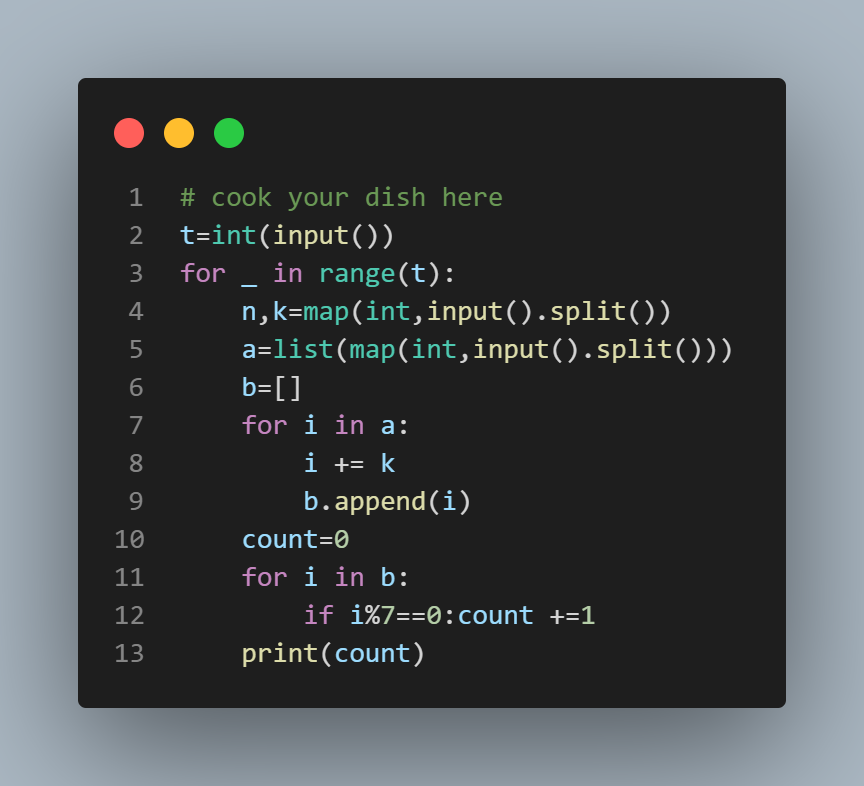 1 # cook your dish here
2 t=int(input())
3 for _ in range(t):
4     n,k=map(int,input().split())
5     a=list(map(int,input().split()))
6     b=[]
7     for i in a:
8         i += k
9         b.append(i)
10     count=0
11     for i in b:
12         if i%7==0:count +=1
13     print(count)